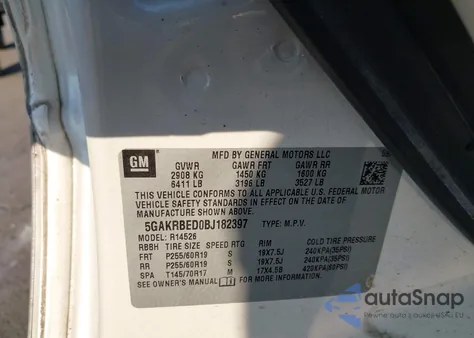 GM
MFD BY GENERAL MOTORS LLC
GVWR GAWR FRT GAWR RR
2908 KG 1450 KG 1600 KG
6411 LB 3196 LB 3527 LB
THIS VEHICLE CONFORMS TO ALL APPLICABLE U.S. FEDERAL MOTOR
VEHICLE SAFETY STANDARDS IN EFFECT ON THE DATE OF
MANUFACTURE SHOWN ABOVE.
5GAKRBED0BJ182397 TYPE: M.P.V.
MODEL: R14526
RBBH TIRE SIZE SPEED RTG RIM COLD TIRE PRESSURE
FRT P255/60R19 S 19X7.5J 240KPA(35PSI)
RR P255/60R19 S 19X7.5J 240KPA(35PSI)
SPA T145/70R17 M 17X4.5B 420KPA(60PSI)
SEE OWNER'S MANUAL FOR MORE INFORMATION.
autoSnap